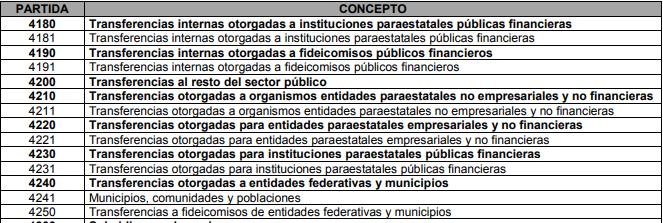 PARTIDA CONCEPTO
4180 Transferencias internas otorgadas a instituciones paraestatales públicas financieras
4181 Transferencias internas otorgadas a instituciones paraestatales públicas financieras
4190 Transferencias internas otorgadas a fideicomisos públicos financieros
4191 Transferencias internas otorgadas a fideicomisos públicos financieros
4200 Transferencias al resto del sector público
4210 Transferencias otorgadas a organismos entidades paraestatales no empresariales y no financieras
4211 Transferencias otorgadas a organismos entidades paraestatales no empresariales y no financieras
4220 Transferencias otorgadas para entidades paraestatales empresariales y no financieras
4221 Transferencias otorgadas para entidades paraestatales empresariales y no financieras
4230 Transferencias otorgadas para instituciones paraestatales públicas financieras
4231 Transferencias otorgadas para instituciones paraestatales públicas financieras
4240 Transferencias otorgadas a entidades federativas y municipios
4241 Municipios, comunidades y poblaciones
4250 Transferencias a fideicomisos de entidades federativas y municipios